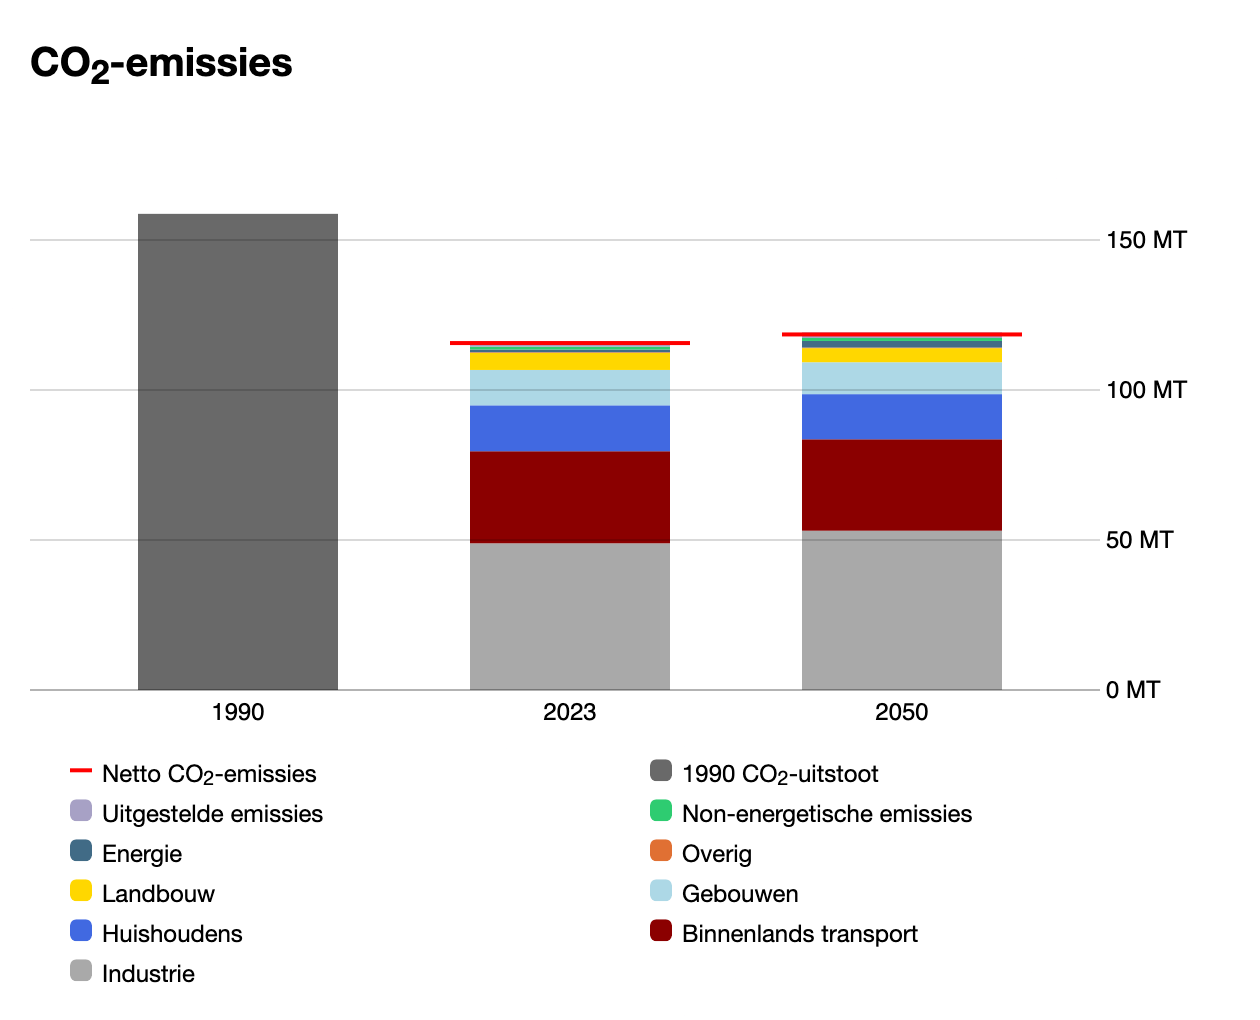 CO₂-emissies
150 MT
100 MT
50 MT
0 MT
1990
2023
2050
Netto CO₂-emissies
1990 CO₂-uitstoot
Uitgestelde emissies
Non-energetische emissies
Energie
Overig
Landbouw
Gebouwen
Huishoudens
Binnenlands transport
Industrie